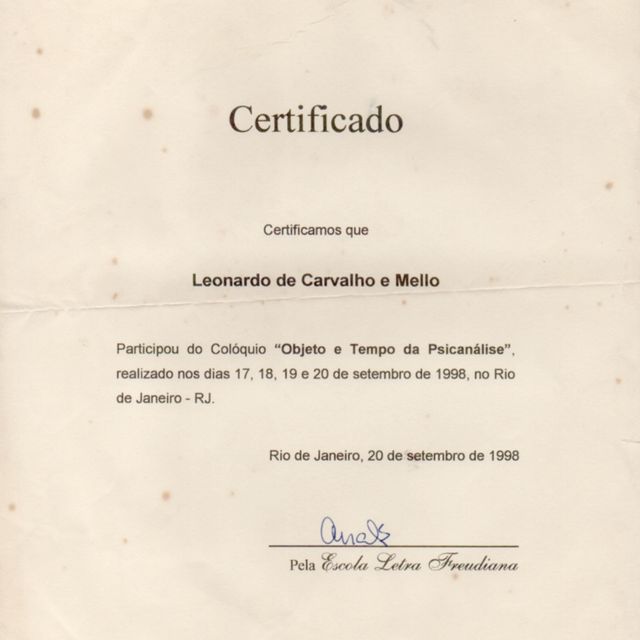 Certificado
Certificamos que
Leonardo de Carvalho e Mello
Participou do Colóquio “Objeto e Tempo da Psicanálise”,
realizado nos dias 17, 18, 19 e 20 de setembro de 1998, no Rio
de Janeiro - RJ.
Rio de Janeiro, 20 de setembro de 1998
Pela Escola Letra Freudiana